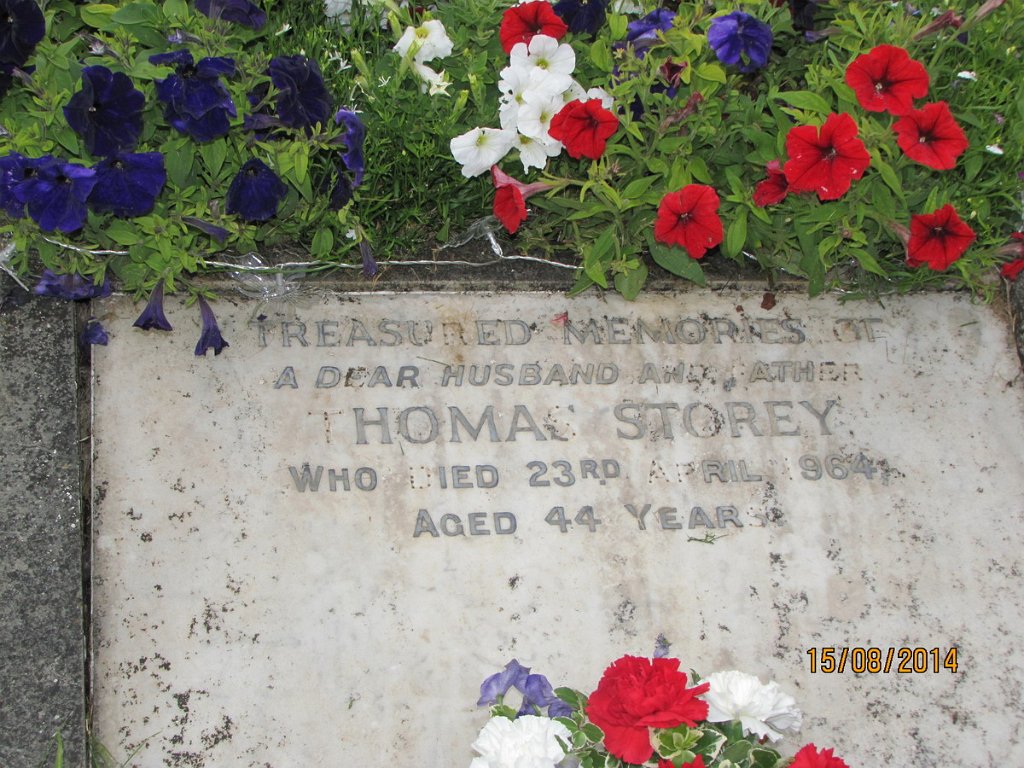 TREASURED MEMORIES OF
A DEAR HUSBAND AND FATHER
THOMAS STOREY
WHO DIED 23RD APRIL 1964,
AGED 44 YEARS
15/08/2014